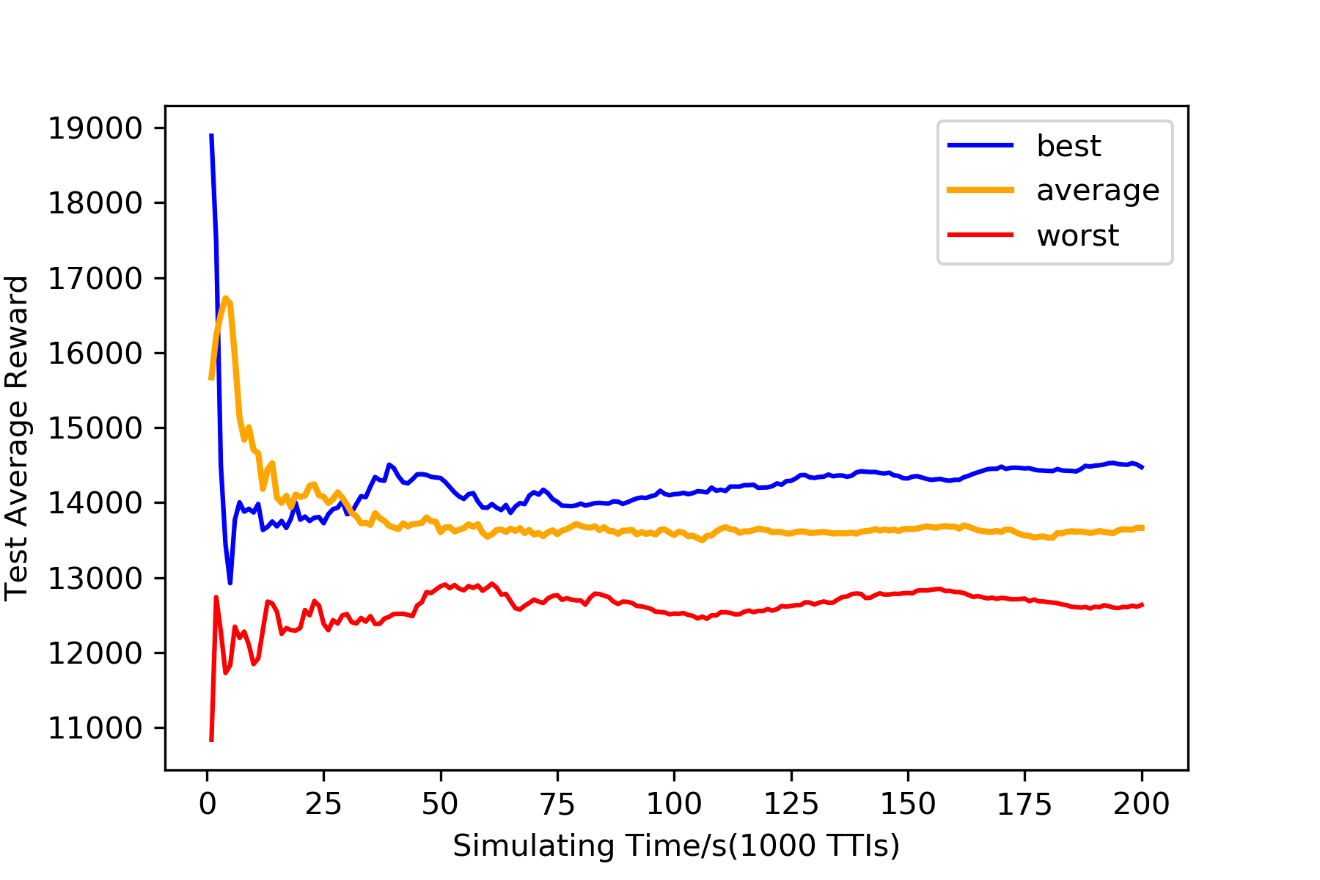 19000
18000
17000
16000
15000
14000
13000
12000
11000
Test Average Reward
best
average
worst
0 25 50 75 100 125 150 175 200
Simulating Time/s(1000 TTIs)